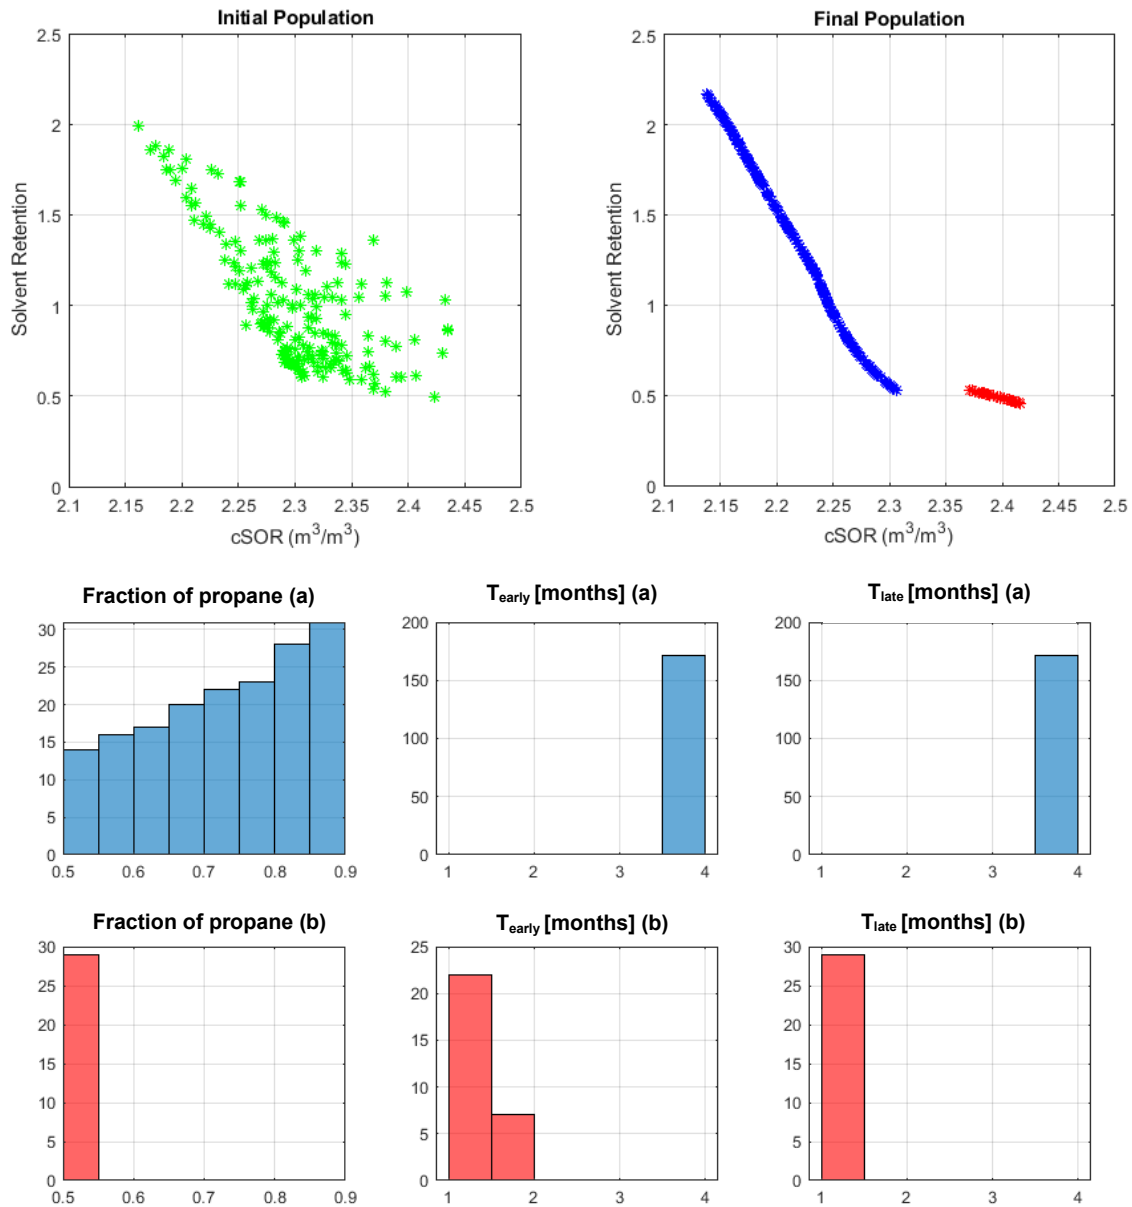 Initial Population
Final Population
2.5
2
1.5
1
0.5
0
2.1 2.15 2.2 2.25 2.3 2.35 2.4 2.45 2.5
Solvent Retention
cSOR (m³/m³)
2.5
2
1.5
1
0.5
0
2.1 2.15 2.2 2.25 2.3 2.35 2.4 2.45 2.5
Solvent Retention
cSOR (m³/m³)
Fraction of propane (a)
30
25
20
15
10
5
0
0.5 0.6 0.7 0.8 0.9
T_early [months] (a)
200
150
100
50
0
1 2 3 4
T_late [months] (a)
200
150
100
50
0
1 2 3 4
Fraction of propane (b)
30
25
20
15
10
5
0
0.5 0.6 0.7 0.8 0.9
T_early [months] (b)
25
20
15
10
5
0
1 2 3 4
T_late [months] (b)
30
25
20
15
10
5
0
1 2 3 4